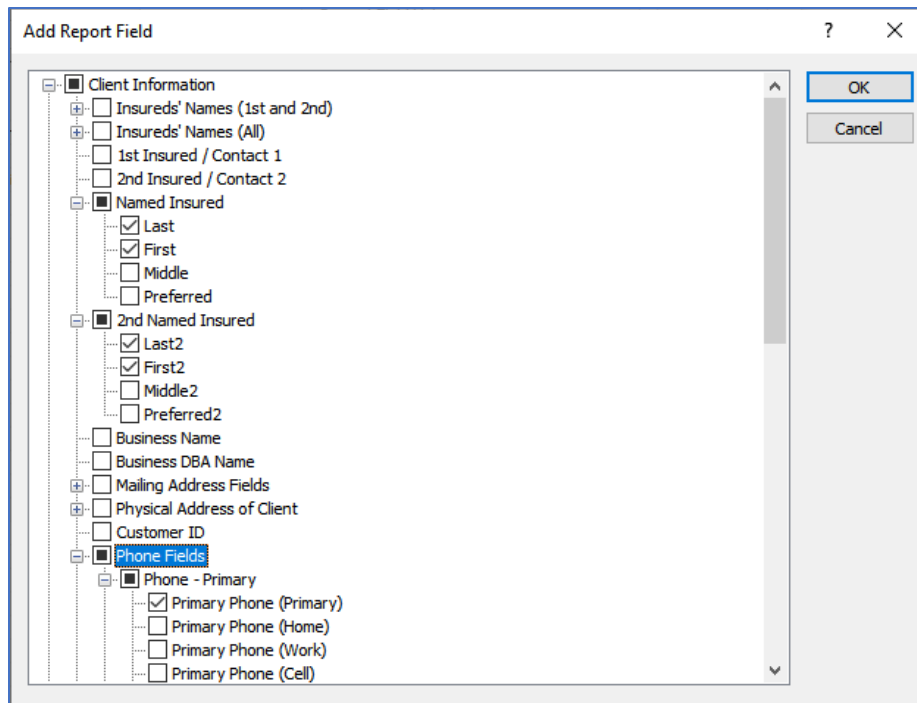 Add Report Field
?
Client Information
OK
Insureds' Names (1st and 2nd)
Insureds' Names (All)
Cancel
1st Insured / Contact 1
2nd Insured / Contact 2
Named Insured
Last
First
Middle
Preferred
2nd Named Insured
Last2
First2
Middle2
Preferred2
Business Name
Business DBA Name
Mailing Address Fields
Physical Address of Client
Customer ID
Phone Fields
Phone - Primary
Primary Phone (Primary)
Primary Phone (Home)
Primary Phone (Work)
Primary Phone (Cell)